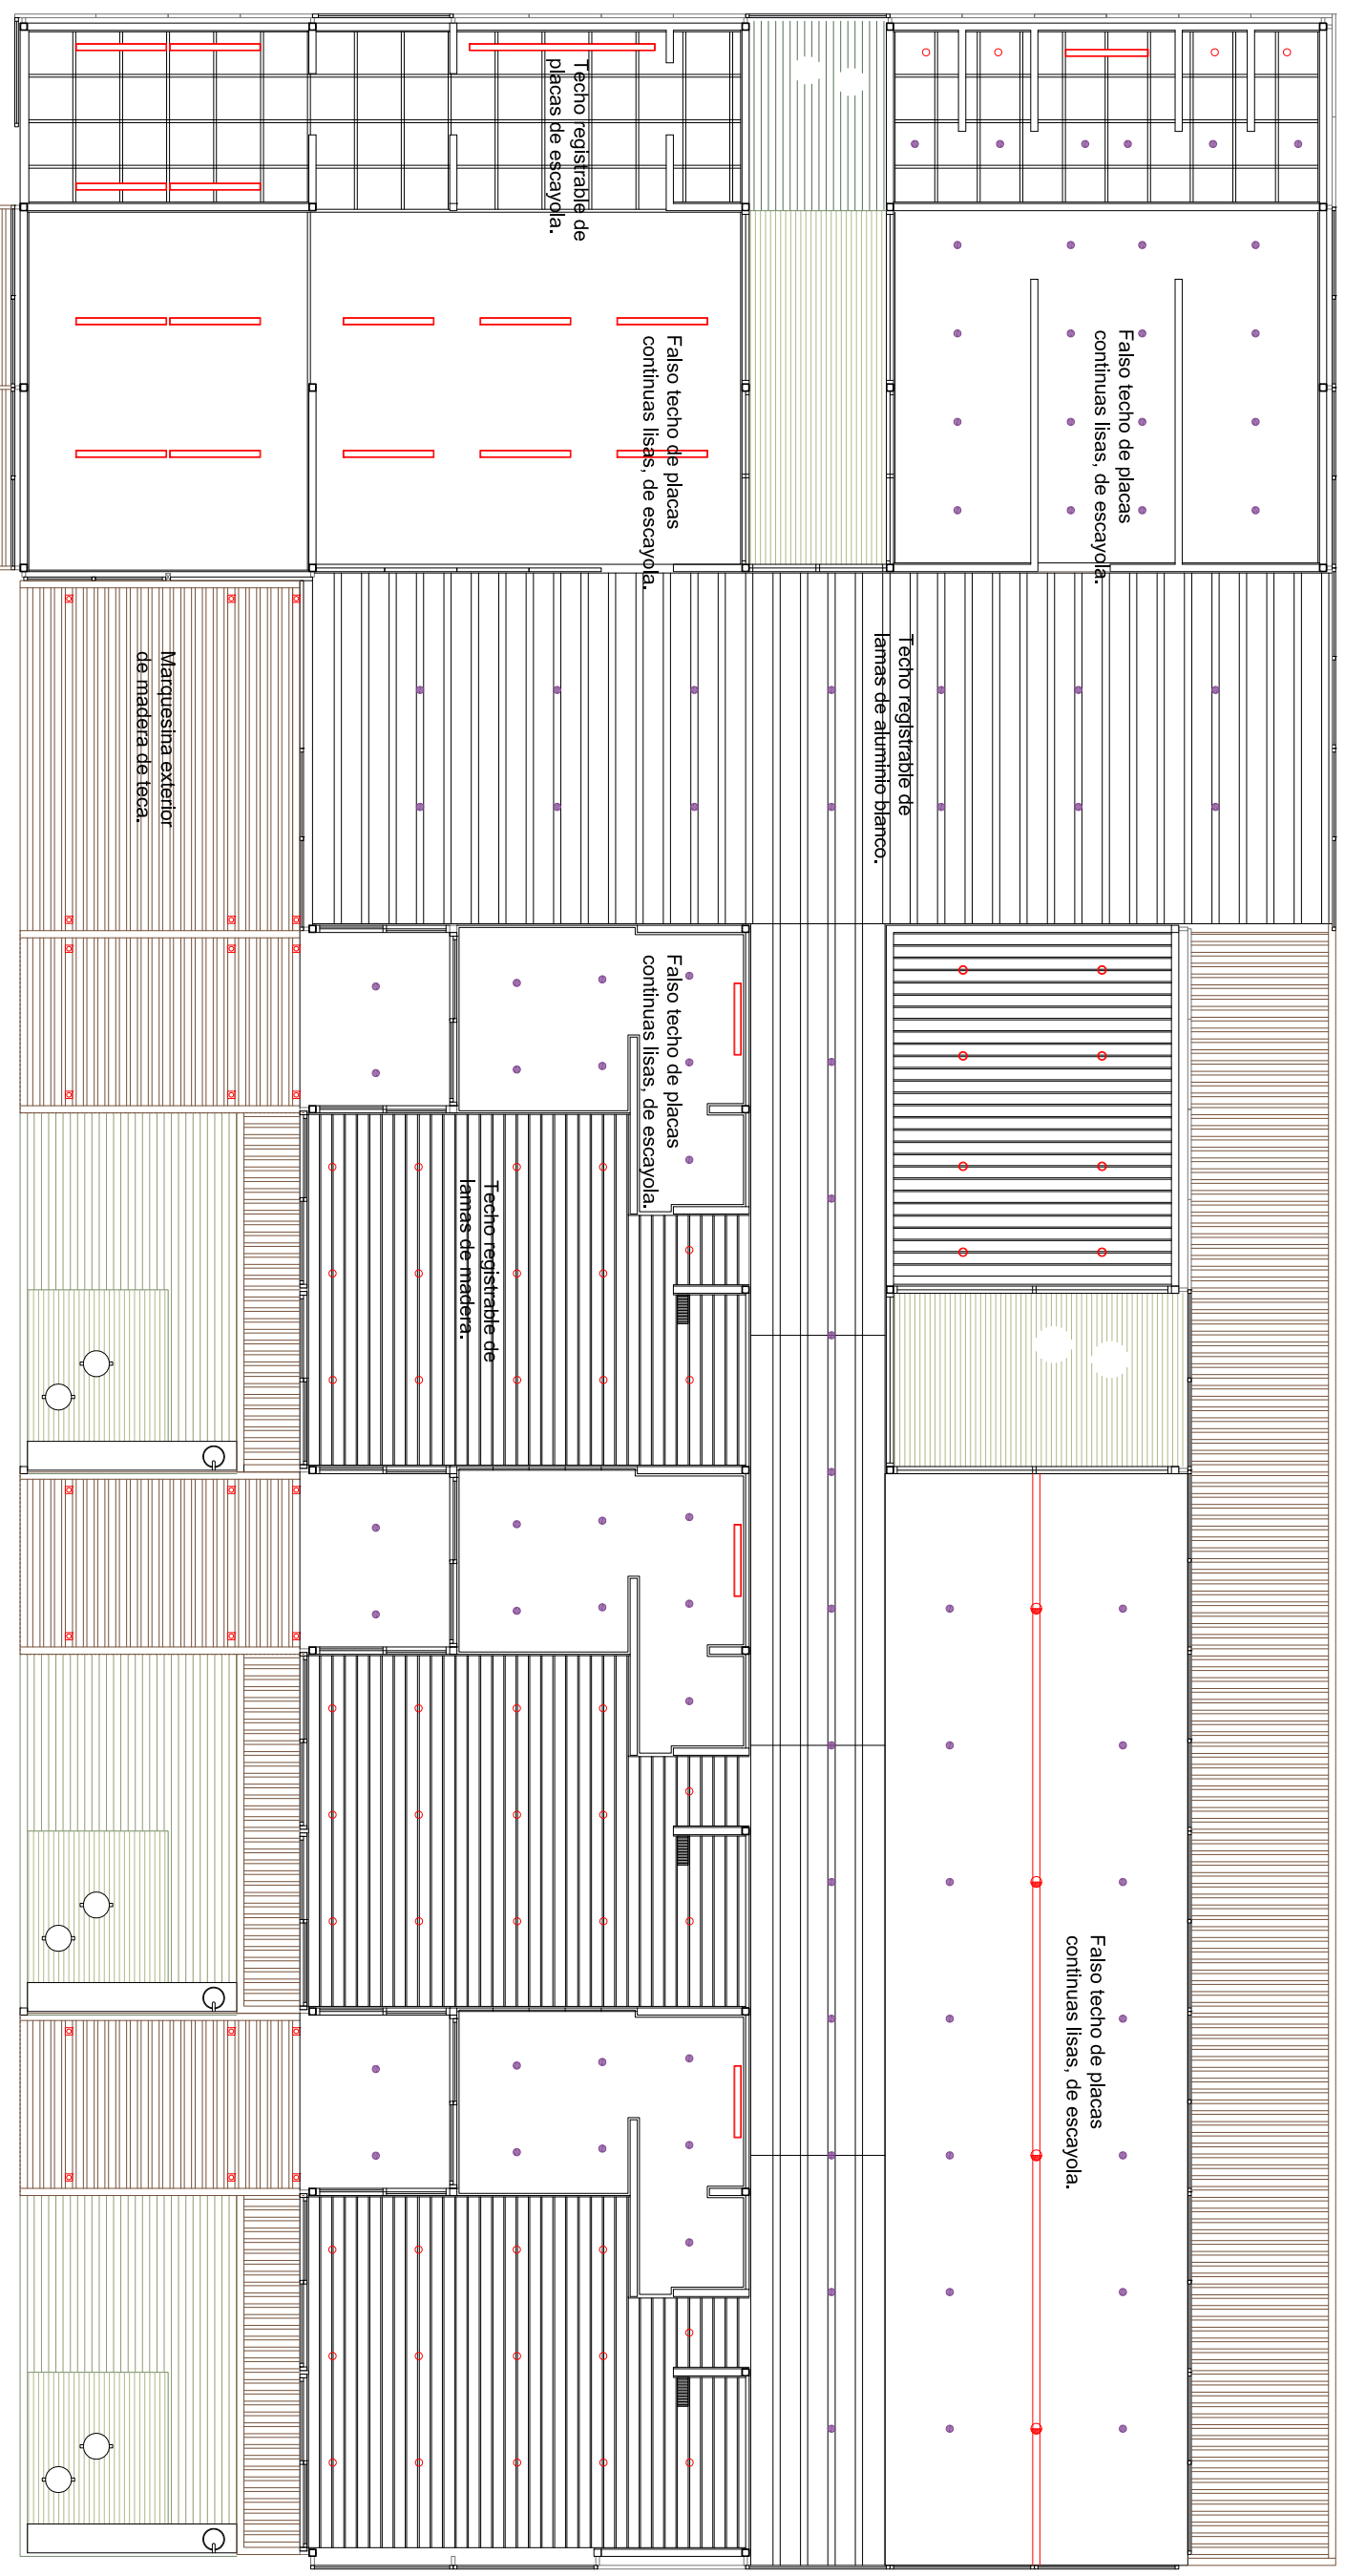 Techo registrable de
placas de escayola.
Falso techo de placas
continuas lisas, de escayola.
Falso techo de placas
continuas lisas, de escayola.
Marquesina exterior
de madera de teca.
Techo registrable de
lamas de aluminio blanco.
Falso techo de placas
continuas lisas, de escayola.
Techo registrable de
lamas de madera.
Falso techo de placas
continuas lisas, de escayola.